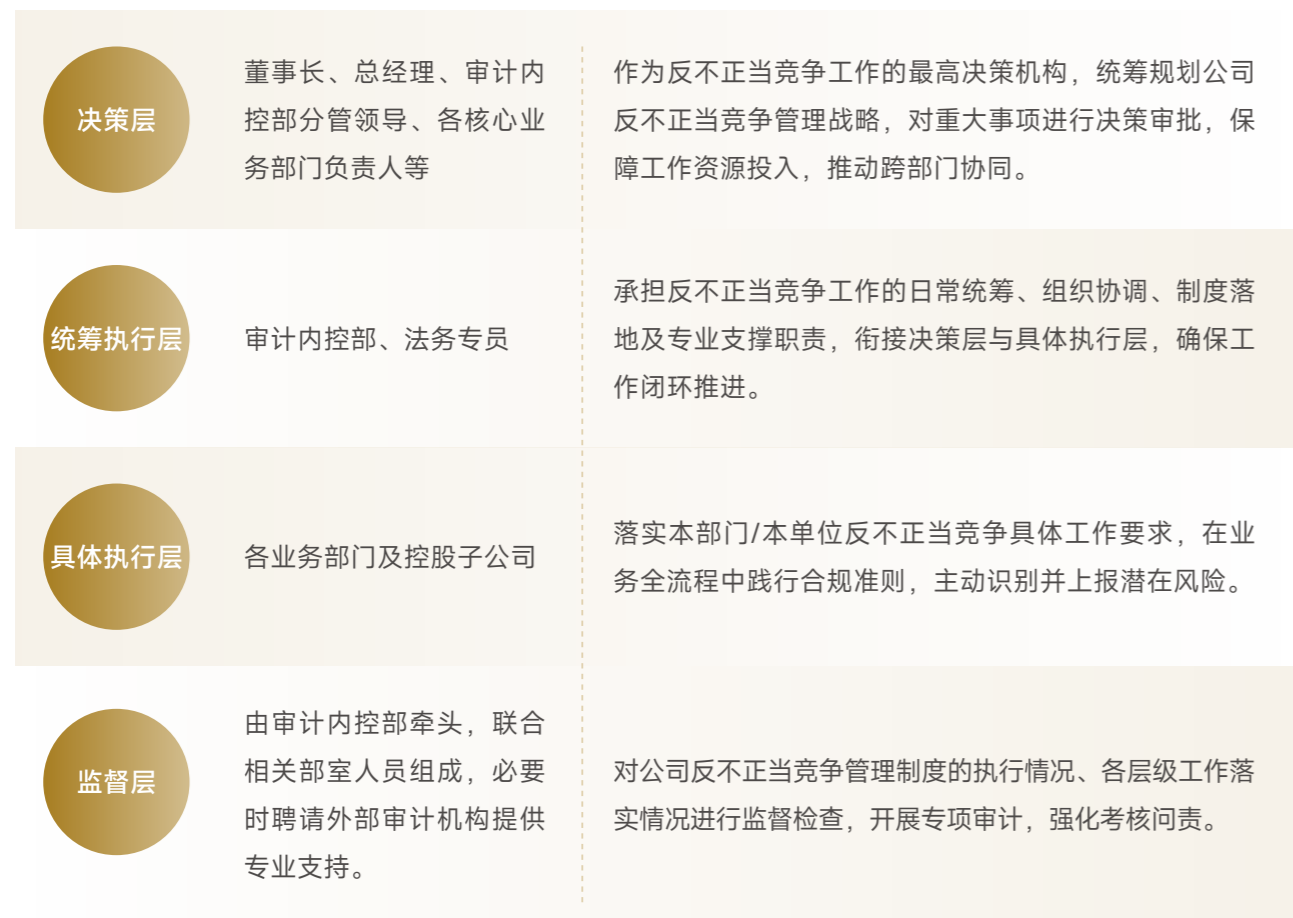 决策层
董事长、总经理、审计内
控部分管领导、各核心业
务部门负责人等
作为反不正当竞争工作的最高决策机构，统筹规划公司
反不正当竞争管理战略，对重大事项进行决策审批，保
障工作资源投入，推动跨部门协同。
统筹执行层
审计内控部、法务专员
承担反不正当竞争工作的日常统筹、组织协调、制度落
地及专业支撑职责，衔接决策层与具体执行层，确保工
作闭环推进。
具体执行层
各业务部门及控股子公司
落实本部门/本单位反不正当竞争具体工作要求，在业
务全流程中践行合规准则，主动识别并上报潜在风险。
监督层
由审计内控部牵头，联合
相关部室人员组成，必要
时聘请外部审计机构提供
专业支持。
对公司反不正当竞争管理制度的执行情况、各层级工作落
实情况进行监督检查，开展专项审计，强化考核问责。